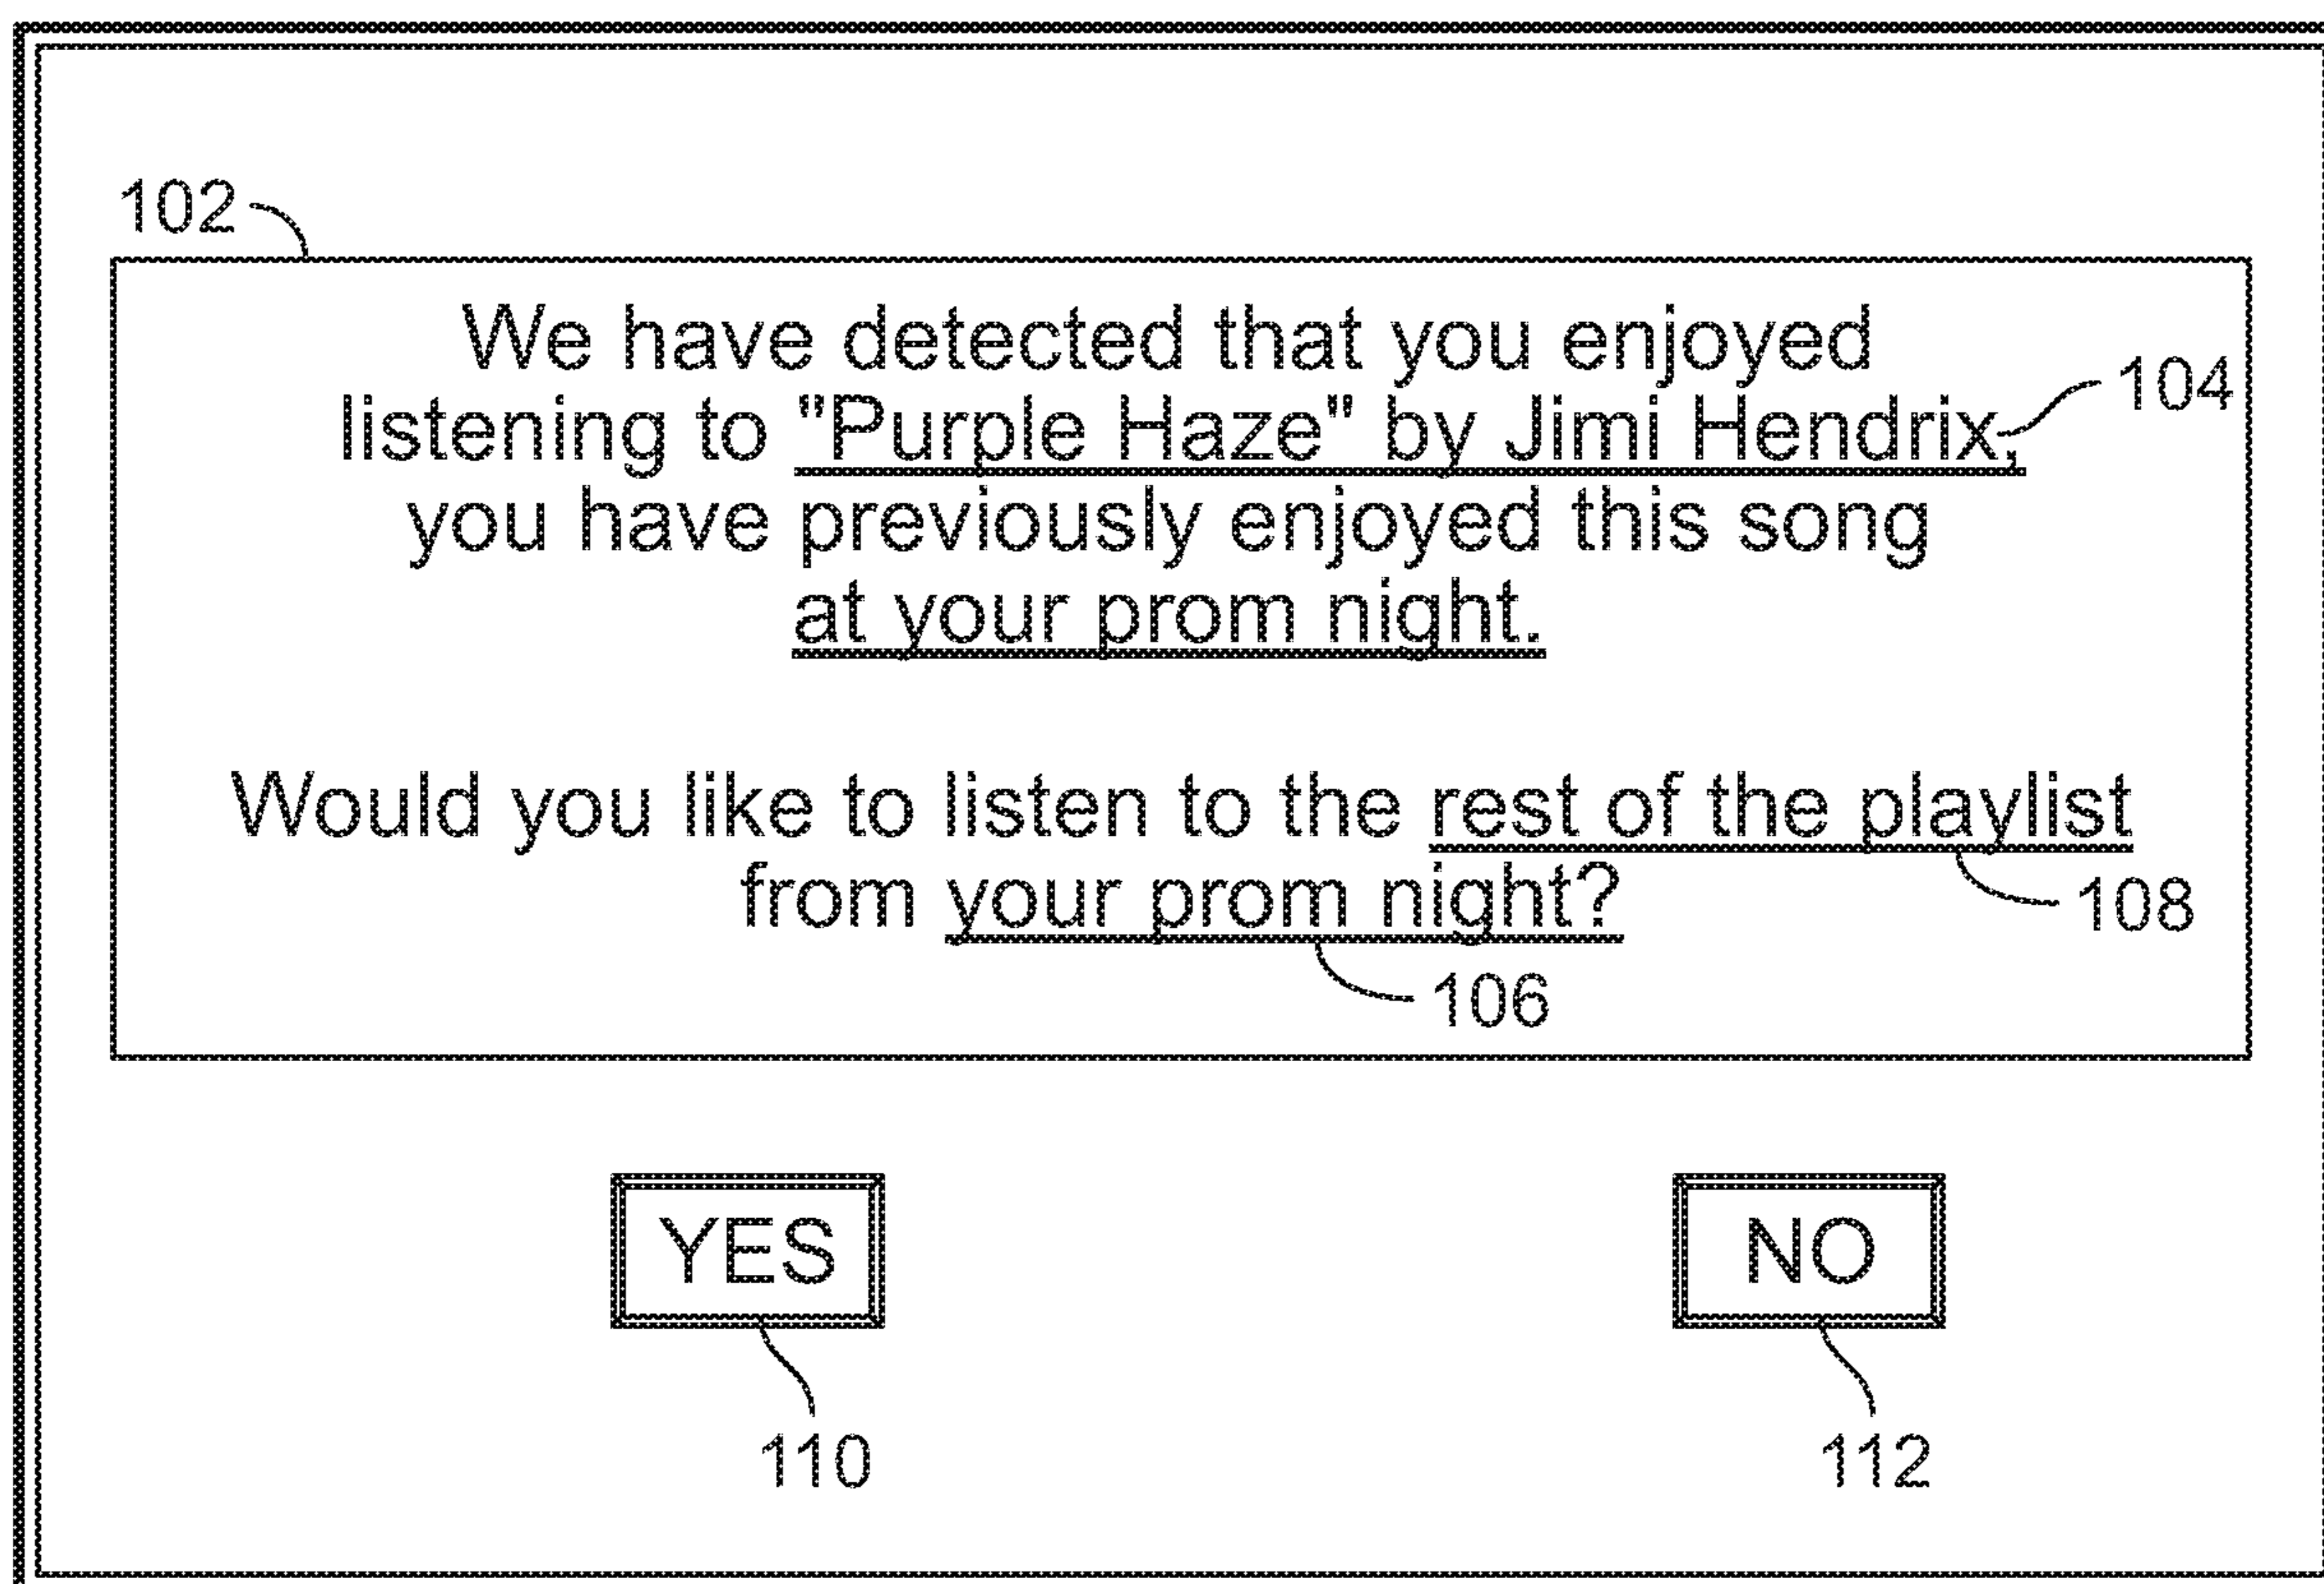 102
We have detected that you enjoyed
listening to "Purple Haze" by Jimi Hendrix,
104
you have previously enjoyed this song
at your prom night.
Would you like to listen to the rest of the playlist
108
from your prom night?
106
YES
NO
110
112